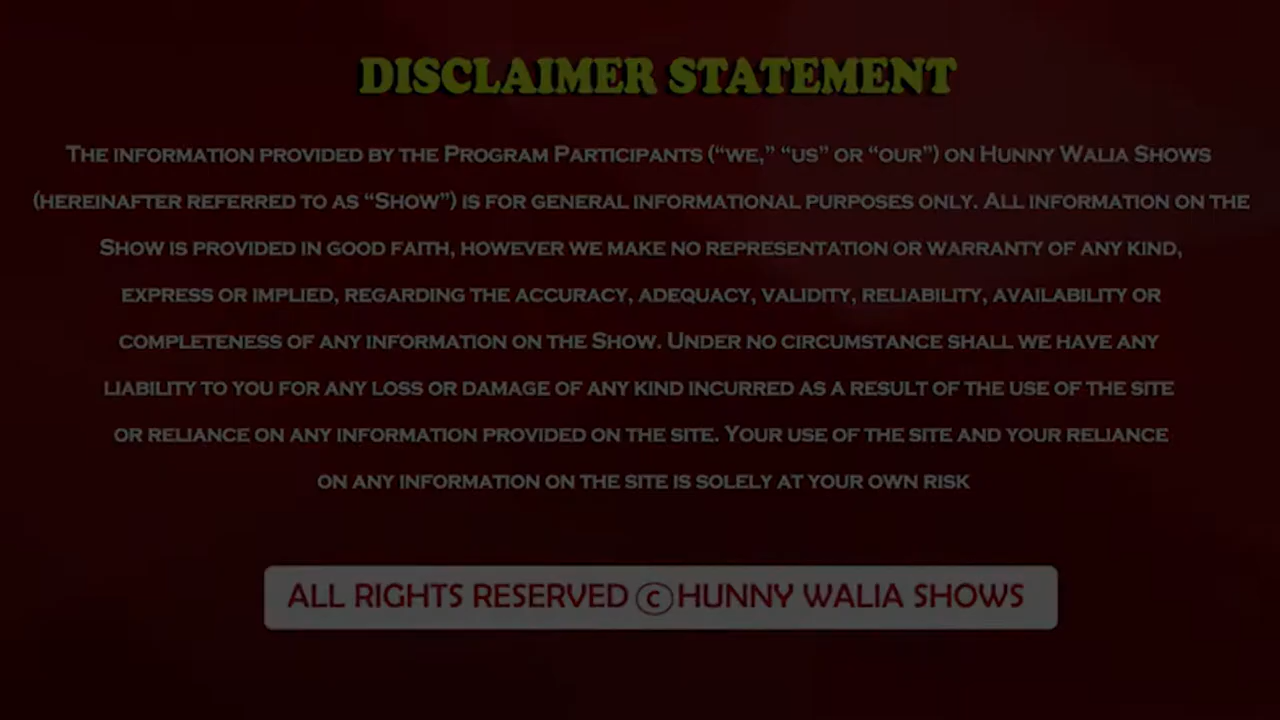 DISCLAIMER STATEMENT
The information provided by the Program Participants (“we,” “us” or “our”) on Hunny Walia Shows
(hereinafter referred to as “Show”) is for general informational purposes only. All information on the
Show is provided in good faith, however we make no representation or warranty of any kind,
express or implied, regarding the accuracy, adequacy, validity, reliability, availability or
completeness of any information on the Show. Under no circumstance shall we have any
liability to you for any loss or damage of any kind incurred as a result of the use of the site
or reliance on any information provided on the site. Your use of the site and your reliance
on any information on the site is solely at your own risk
ALL RIGHTS RESERVED © HUNNY WALIA SHOWS